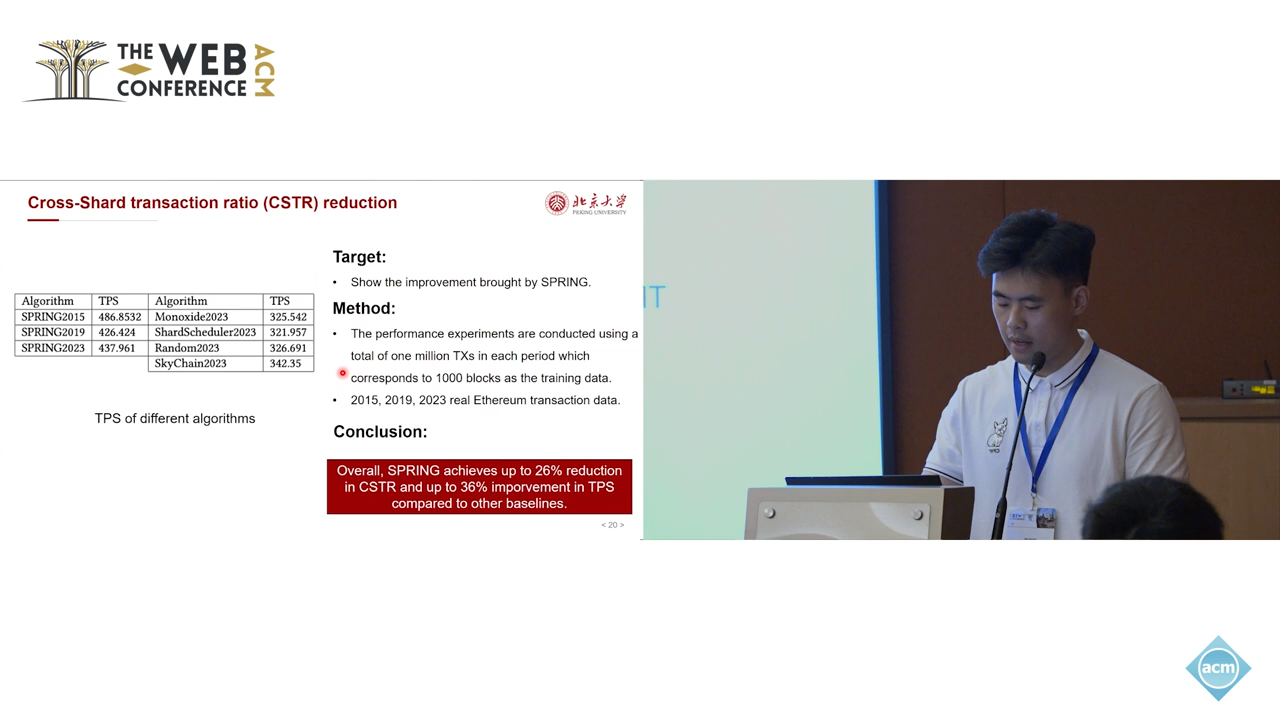 THE WEB
CONFERENCE
ACM
Cross-Shard transaction ratio (CSTR) reduction
北京大学
PEKING UNIVERSITY
Algorithm TPS Algorithm TPS
SPRING2015 486.8532 Monoxide2023 325.542
SPRING2019 426.424 ShardScheduler2023 321.957
SPRING2023 437.961 Random2023 326.691
SkyChain2023 342.35
TPS of different algorithms
Target:
• Show the improvement brought by SPRING.
Method:
• The performance experiments are conducted using a
total of one million TXs in each period which
corresponds to 1000 blocks as the training data.
• 2015, 2019, 2023 real Ethereum transaction data.
Conclusion:
Overall, SPRING achieves up to 26% reduction
in CSTR and up to 36% imporvement in TPS
compared to other baselines.
< 20 >
IT
acm